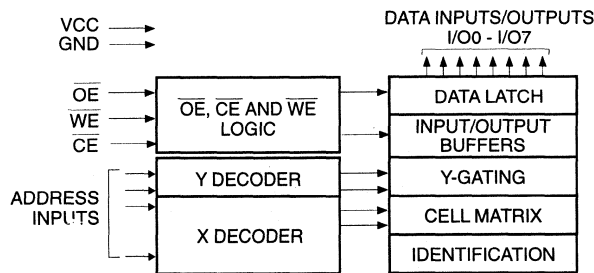 DATA INPUTS/OUTPUTS
I/O0 - I/O7
VCC
GND
OE
WE
CE
OE, CE AND WE
LOGIC
DATA LATCH
INPUT/OUTPUT
BUFFERS
ADDRESS
INPUTS
Y DECODER
Y-GATING
X DECODER
CELL MATRIX
IDENTIFICATION